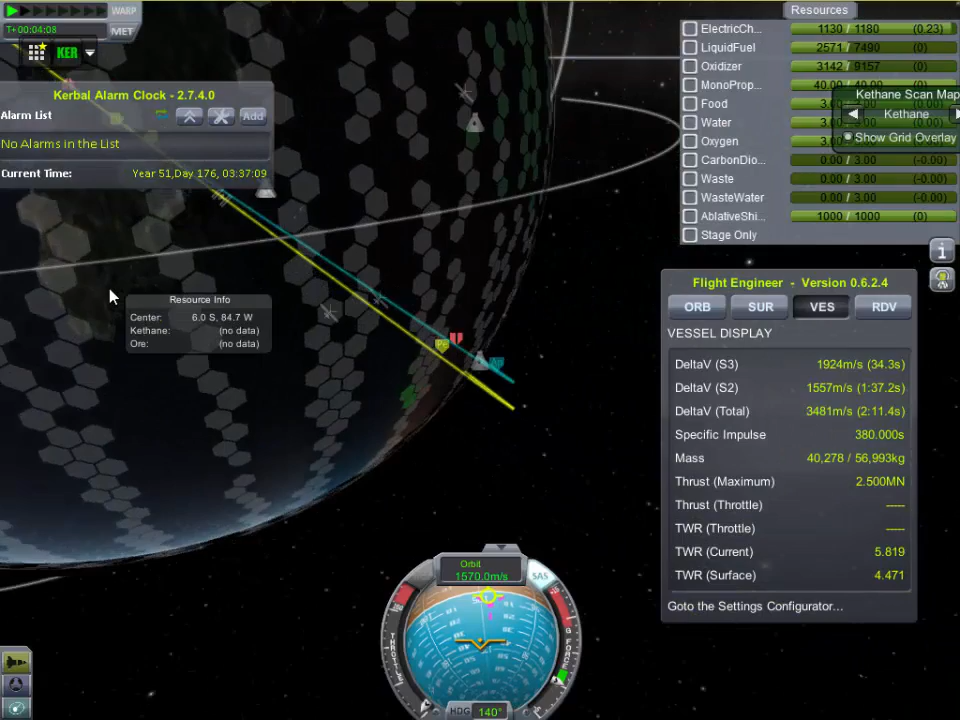 WARP
T+00:04:08
MET
KER
Kerbal Alarm Clock - 2.7.4.0
Alarm List
Add
No Alarms in the List
Current Time: Year 51,Day 176, 03:37:09
Resource Info
Center: 6.0 S, 84.7 W
Kethane: (no data)
Ore: (no data)
Resources
ElectricCh... 1130 / 1180 (0.23)
LiquidFuel 2571 / 7490 (0)
Oxidizer 3142 / 9157 (0)
MonoProp...
Kethane Scan Map
Food
Kethane
Water
Show Grid Overlay
Oxygen
CarbonDio... 0.00 / 3.00 (-0.00)
Waste 0.00 / 3.00 (-0.00)
WasteWater 0.00 / 3.00 (-0.00)
AblativeShi... 1000 / 1000 (0)
Stage Only
Flight Engineer - Version 0.6.2.4
ORB SUR VES RDV
VESSEL DISPLAY
DeltaV (S3) 1924m/s (34.3s)
DeltaV (S2) 1557m/s (1:37.2s)
DeltaV (Total) 3481m/s (2:11.4s)
Specific Impulse 380.000s
Mass 40,278 / 56,993kg
Thrust (Maximum) 2.500MN
Thrust (Throttle) -----
TWR (Throttle) -----
TWR (Current) 5.819
TWR (Surface) 4.471
Goto the Settings Configurator...
Pe
Ap
Orbit
1570.0m/s
SAS
HDG 140°